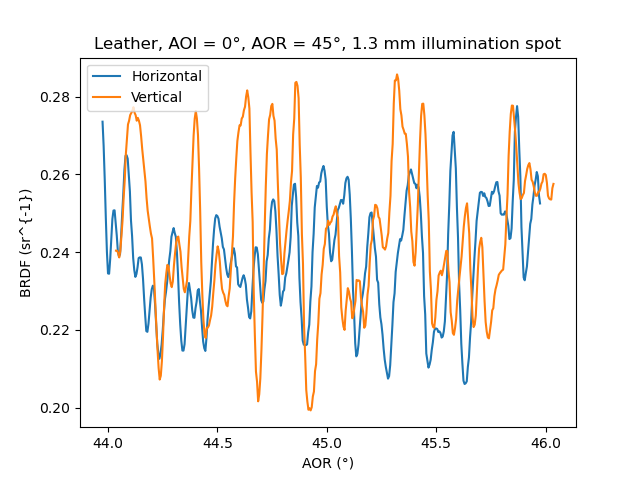 Leather, AOI = 0°, AOR = 45°, 1.3 mm illumination spot
Horizontal
Vertical
BRDF (sr^{-1})
0.28
0.26
0.24
0.22
0.20
44.0 44.5 45.0 45.5 46.0
AOR (°)